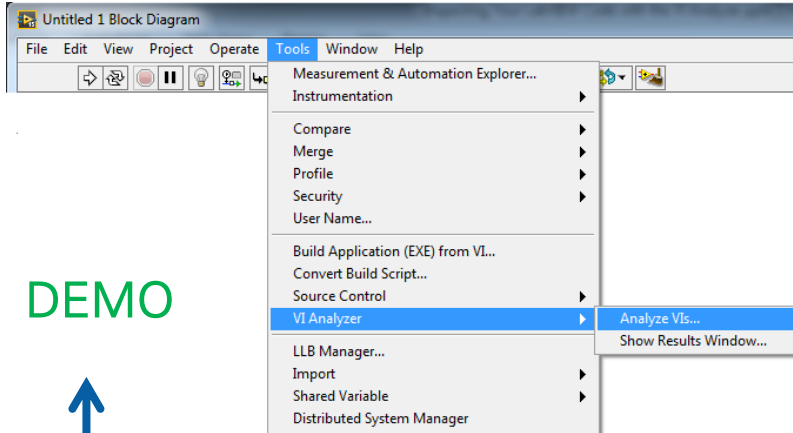 Untitled 1 Block Diagram
File Edit View Project Operate Tools Window Help
Measurement & Automation Explorer...
Instrumentation
Compare
Merge
Profile
Security
User Name...
Build Application (EXE) from VI...
Convert Build Script...
Source Control
VI Analyzer
Analyze VIs...
Show Results Window...
LLB Manager...
Import
Shared Variable
Distributed System Manager
DEMO